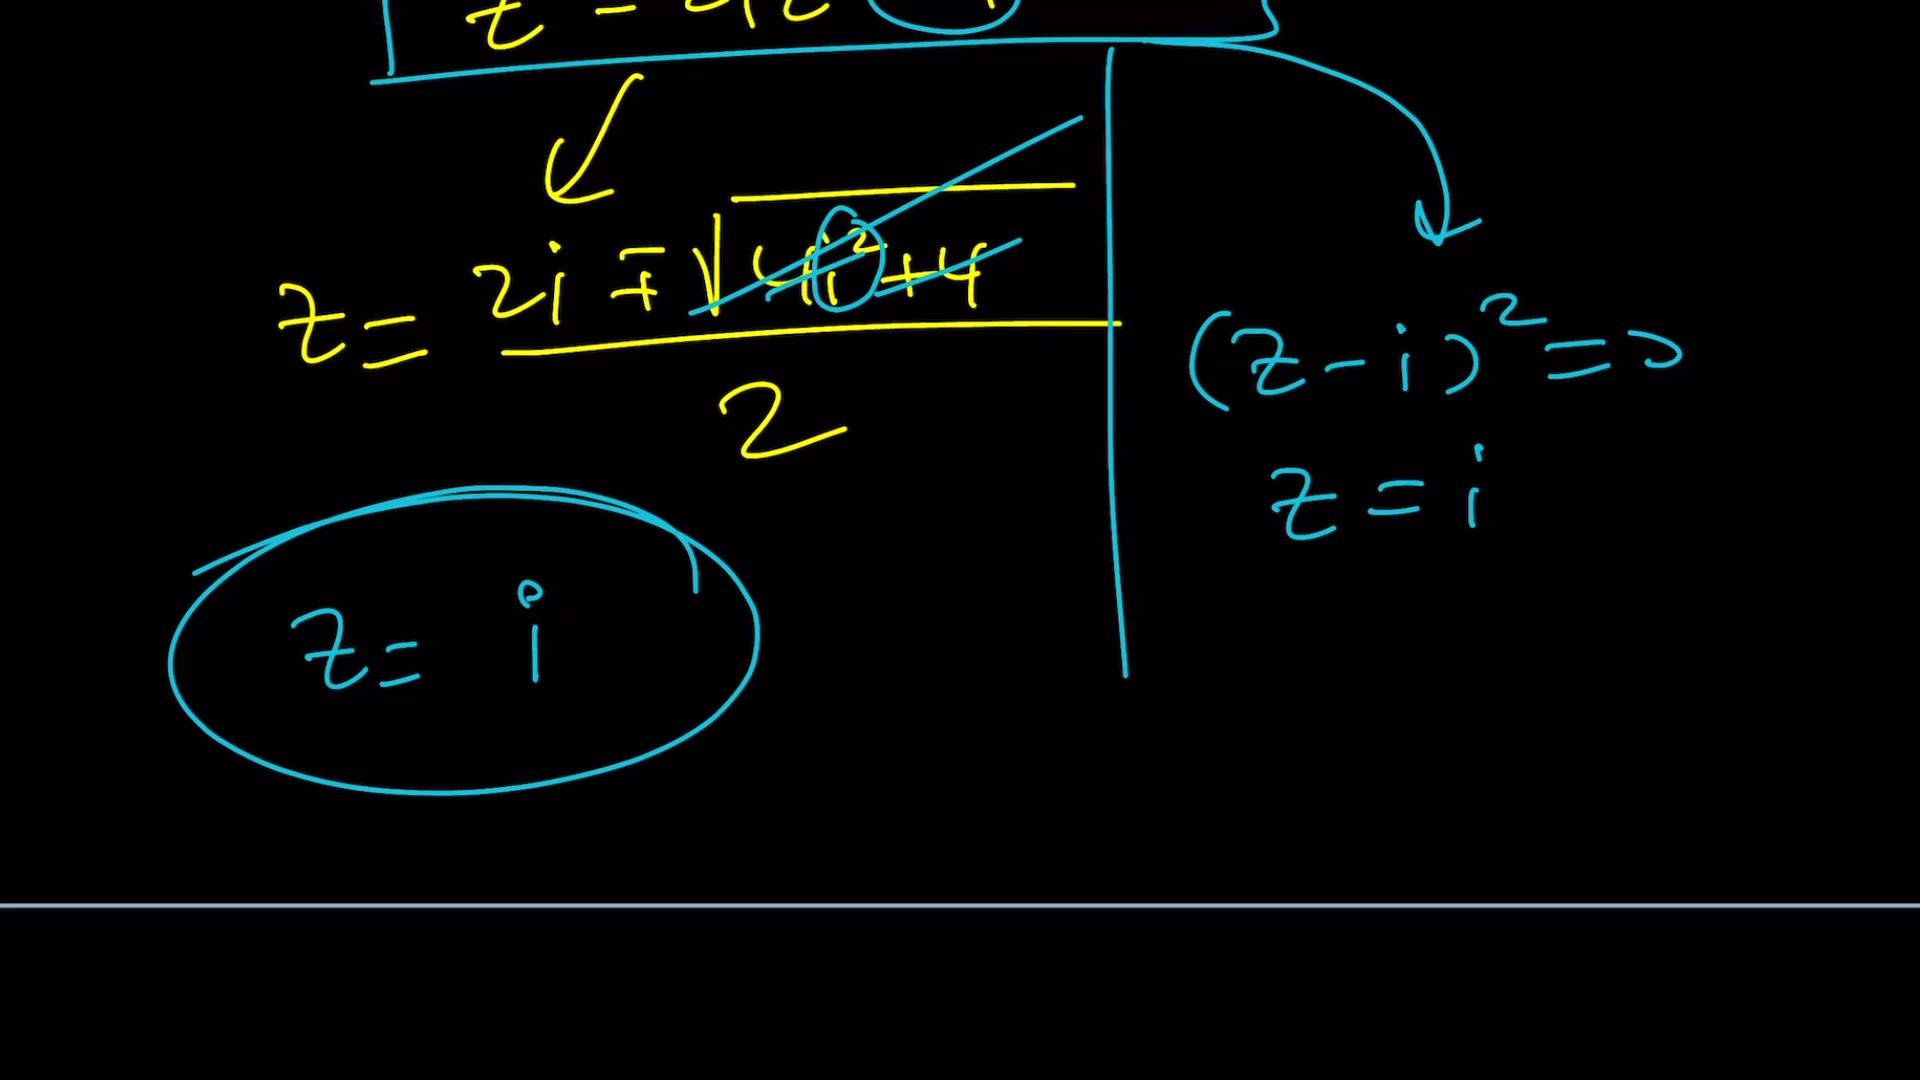 z = (2i ∓ √(4i²+4)) / 2
(z-i)² = 0
z = i
z = i